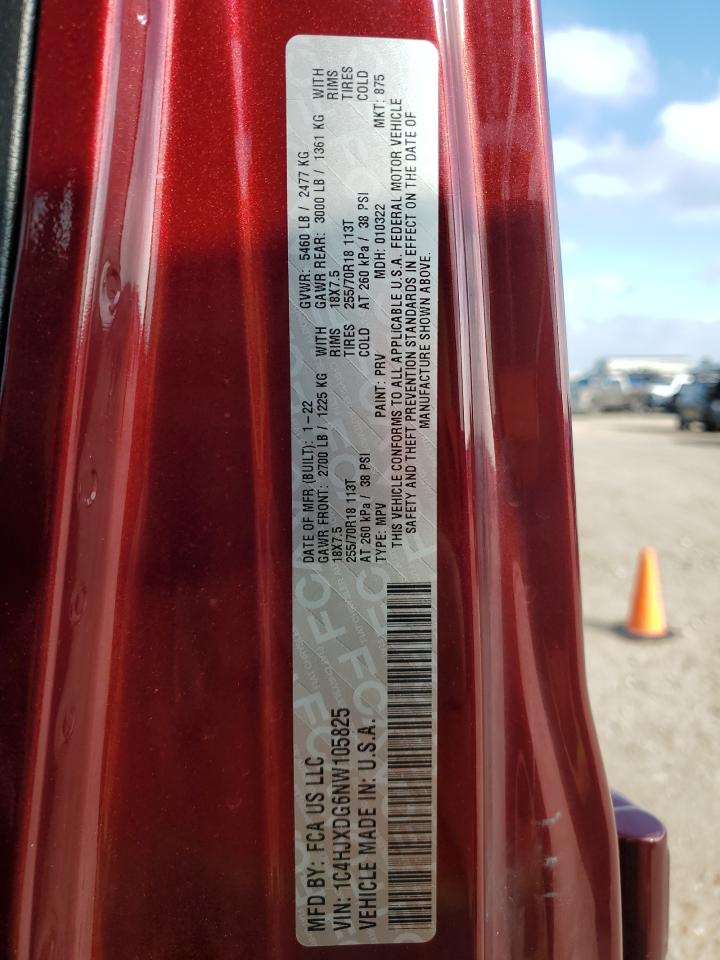 MFD BY: FCA US LLC
VIN: 1C4HJXDG6NW105825
VEHICLE MADE IN: U.S.A.
DATE OF MFR (BUILT): 1-22 GVWR: 5460 LB / 2477 KG
GAWR FRONT: 2700 LB / 1225 KG WITH GAWR REAR: 3000 LB / 1361 KG WITH
18X7.5 RIMS 18X7.5 RIMS
255/70R18 113T TIRES 255/70R18 113T TIRES
AT 260 kPa / 38 PSI COLD AT 260 kPa / 38 PSI COLD
TYPE: MPV PAINT: PRV MDH: 010322 MKT: 875
THIS VEHICLE CONFORMS TO ALL APPLICABLE U.S.A. FEDERAL MOTOR VEHICLE
SAFETY AND THEFT PREVENTION STANDARDS IN EFFECT ON THE DATE OF
MANUFACTURE SHOWN ABOVE.